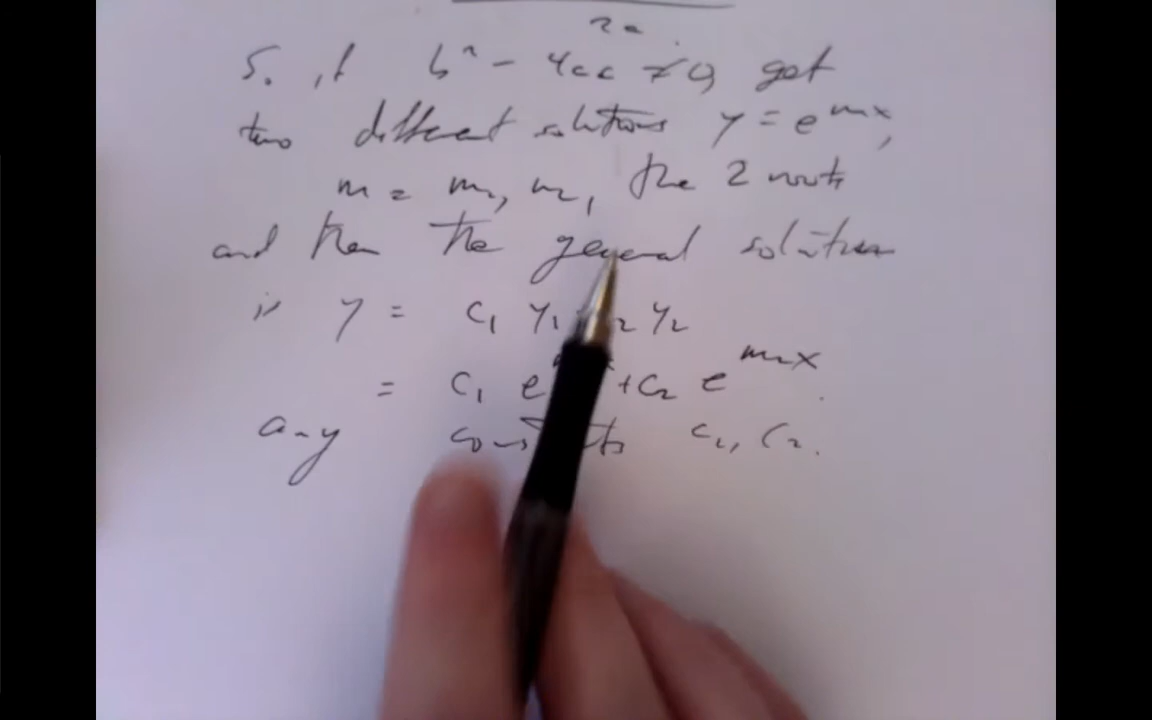 2a.
So if b² - 4ac ≠ 0, get
two different solutions y = e^{mx},
m = m₁, m₂, the 2 roots
and then the general solution
is y = c₁ y₁ ₂ y₂
= c₁ e + c₂ e^{m₂x}.
any constants c₁, c₂.